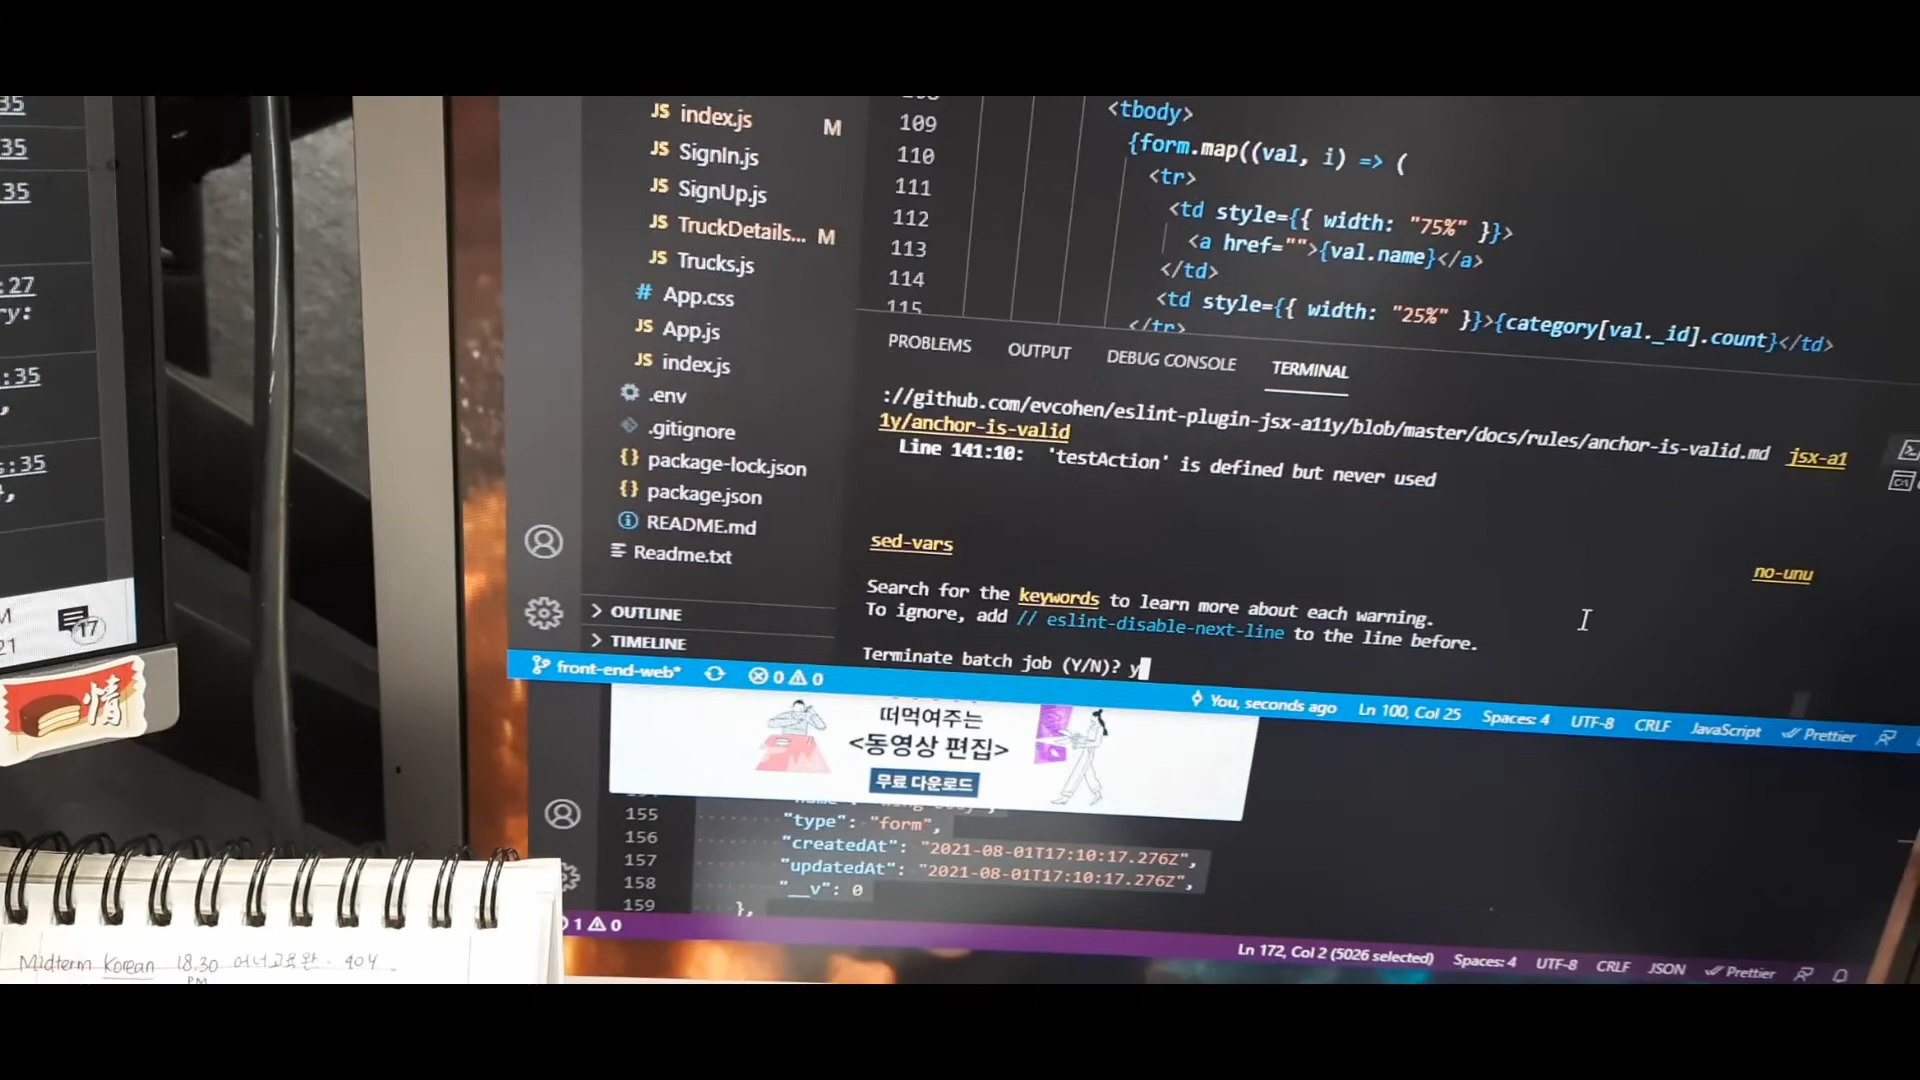 35
:35
35
:27
ry:
:35
,
s:35
,
M
21
17
情
Midterm Korean 18.30
404
PM
JS index.js M
JS SignIn.js
JS SignUp.js
JS TruckDetails... M
JS Trucks.js
# App.css
JS App.js
JS index.js
.env
.gitignore
{} package-lock.json
{} package.json
README.md
Readme.txt
> OUTLINE
> TIMELINE
108
109 <tbody>
110 {form.map((val, i) => (
111 <tr>
112 <td style={{ width: "75%" }}>
113 <a href="">{val.name}</a>
114 </td>
115 <td style={{ width: "25%" }}>{category[val._id].count}</td>
</tr>
PROBLEMS OUTPUT DEBUG CONSOLE TERMINAL
://github.com/evcohen/eslint-plugin-jsx-a11y/blob/master/docs/rules/anchor-is-valid.md jsx-a1
1y/anchor-is-valid
Line 141:10: 'testAction' is defined but never used
no-unu
sed-vars
Search for the keywords to learn more about each warning.
To ignore, add // eslint-disable-next-line to the line before.
Terminate batch job (Y/N)? y
front-end-web* 0 0 You, seconds ago Ln 100, Col 25 Spaces: 4 UTF-8 CRLF JavaScript Prettier
떠먹여주는
<동영상 편집>
무료 다운로드
155 "type": "form",
156 "createdAt": "2021-08-01T17:10:17.276Z",
157 "updatedAt": "2021-08-01T17:10:17.276Z",
158 "__v": 0
159 },
1 0 Ln 172, Col 2 (5026 selected) Spaces: 4 UTF-8 CRLF JSON Prettier